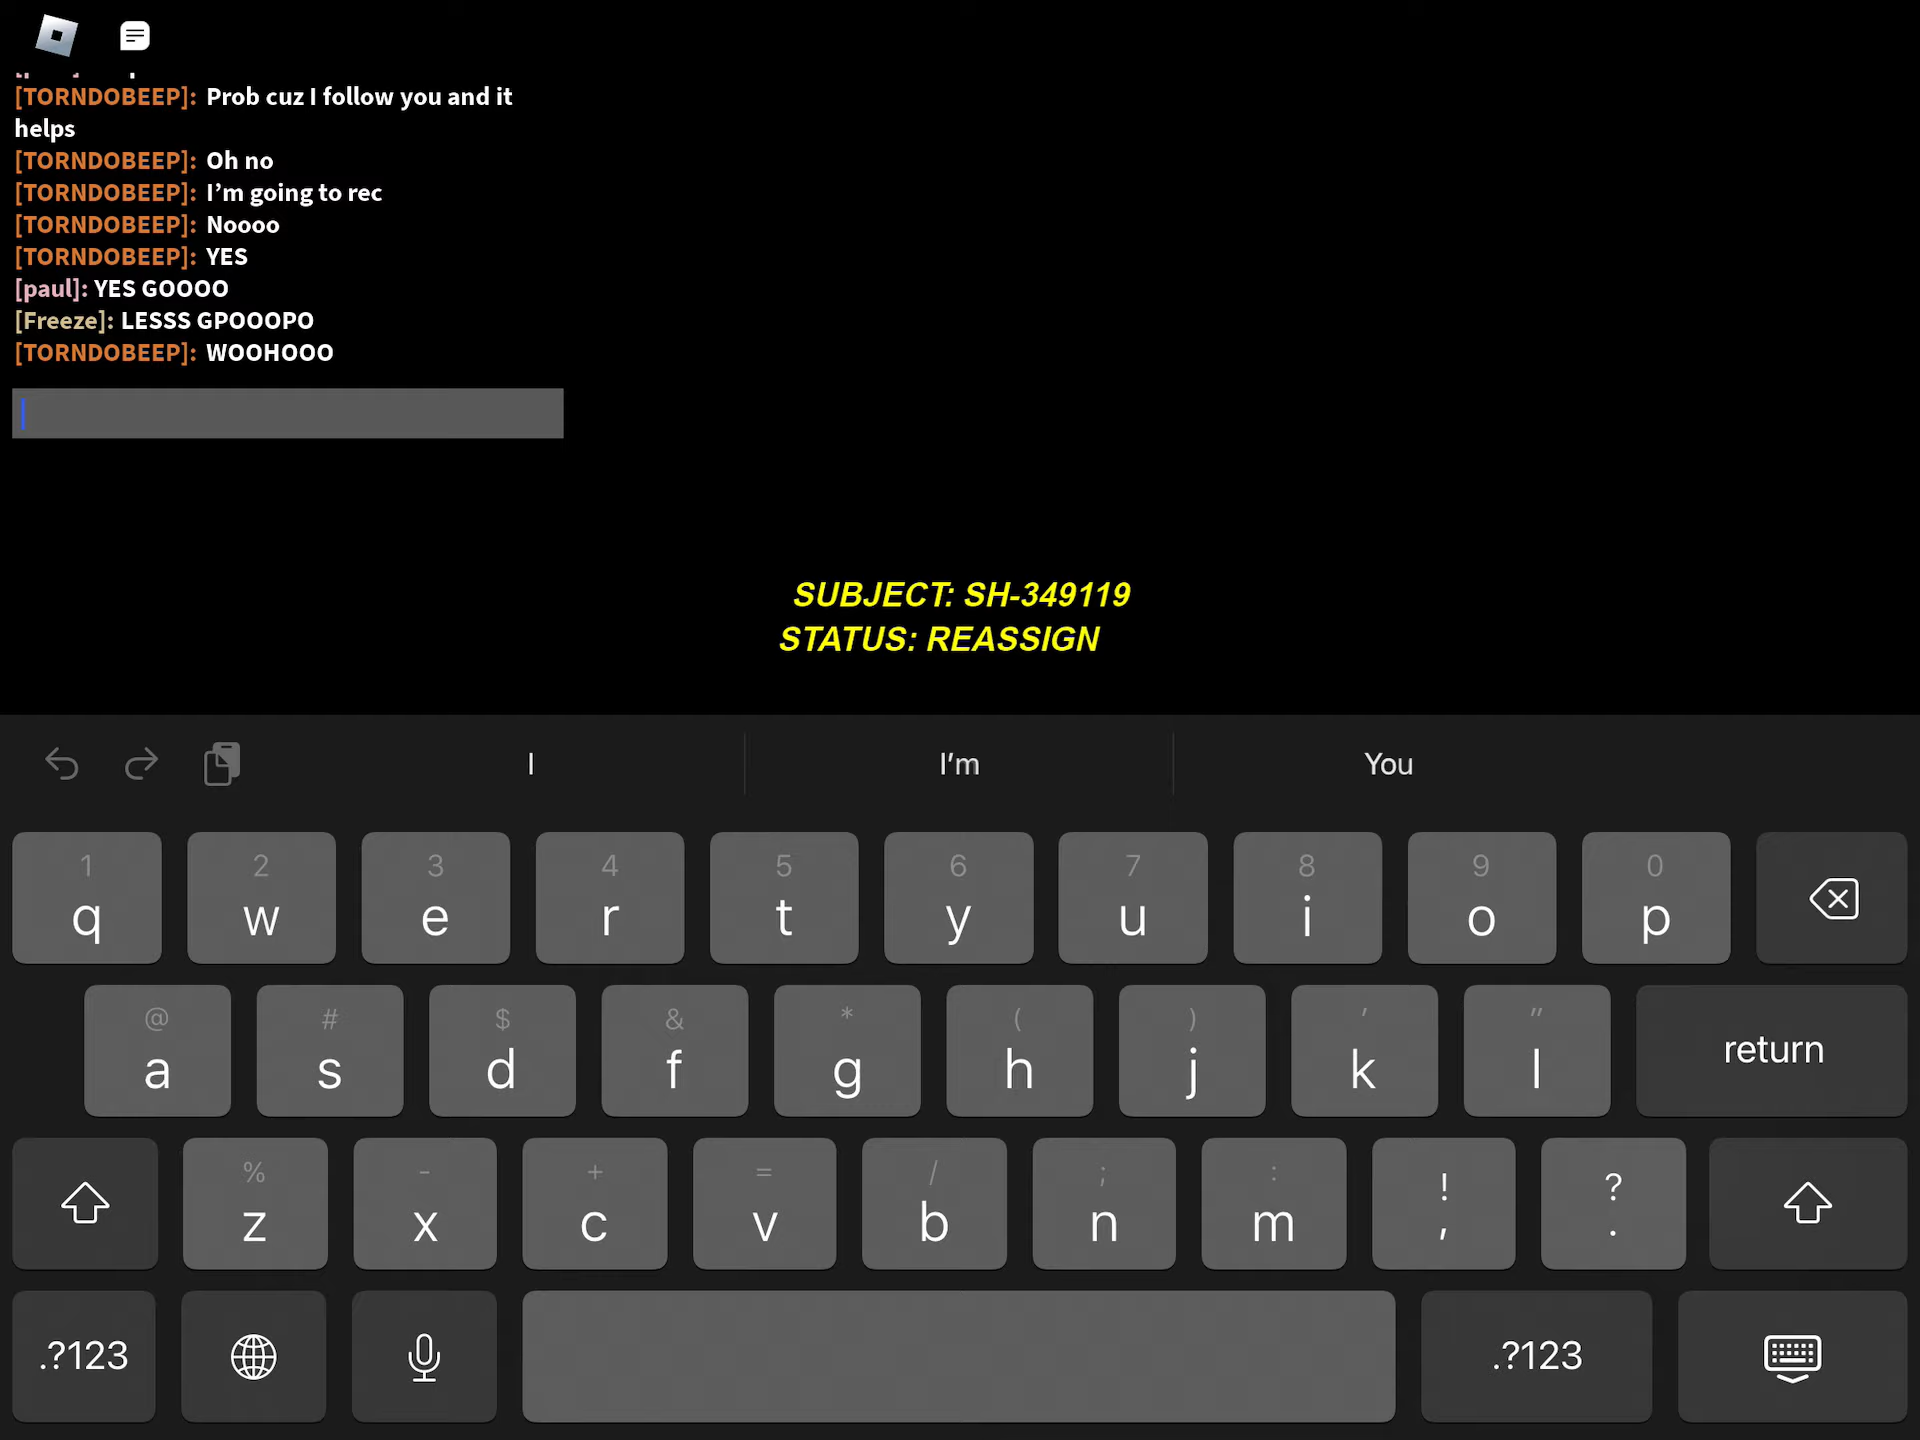 [TORNDOBEEP]: Prob cuz I follow you and it
helps
[TORNDOBEEP]: Oh no
[TORNDOBEEP]: I’m going to rec
[TORNDOBEEP]: Noooo
[TORNDOBEEP]: YES
[paul]: YES GOOOO
[Freeze]: LESSS GPOOOPO
[TORNDOBEEP]: WOOHOOO
SUBJECT: SH-349119
STATUS: REASSIGN
I I’m You
1 2 3 4 5 6 7 8 9 0
q w e r t y u i o p
@ # $ & * ( ) ' "
a s d f g h j k l return
% - + = / ; : ! ?
z x c v b n m , .
.?123 .?123